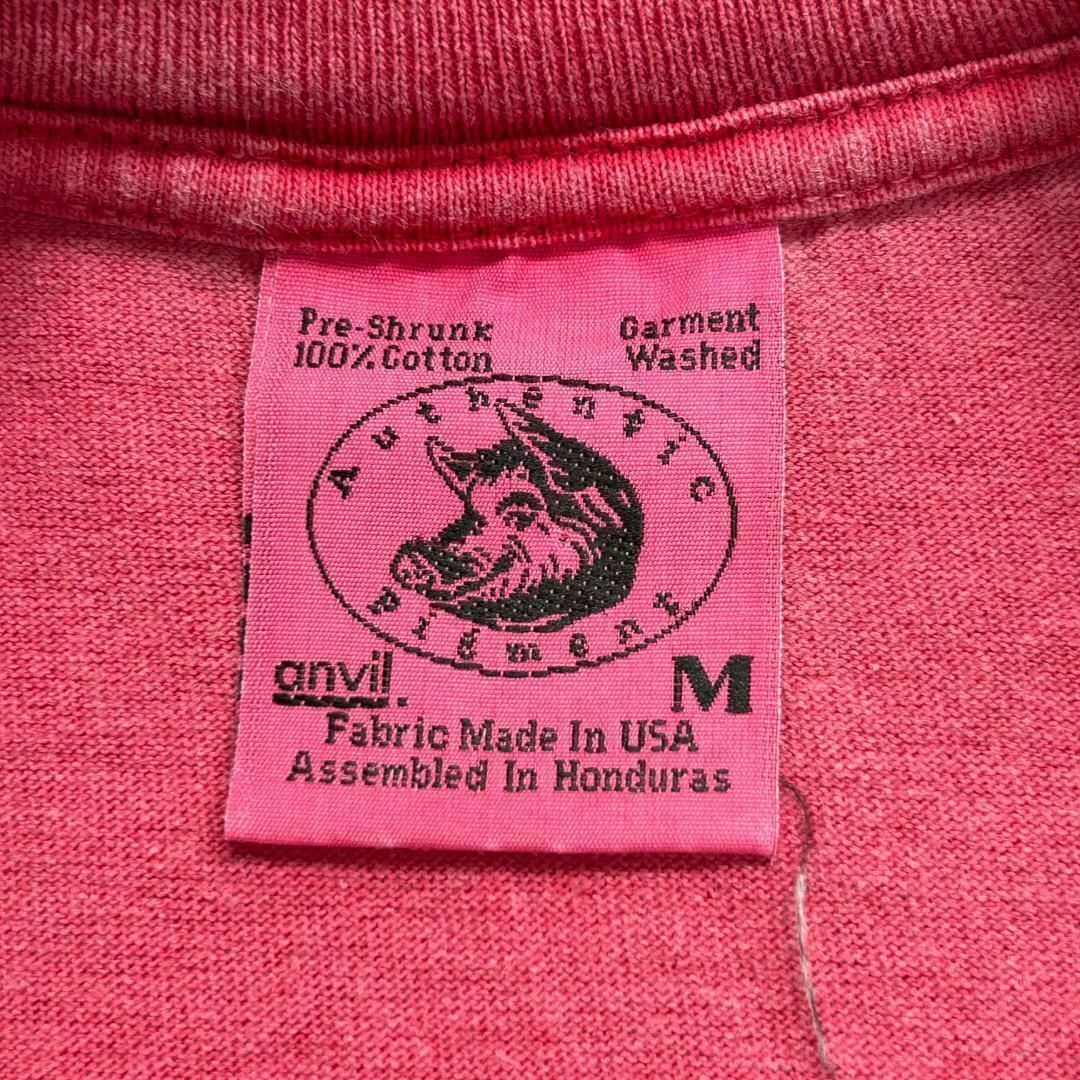 Pre-Shrunk
100% Cotton
Garment
Washed
Authentic
Pigment
anvil.
M
Fabric Made In USA
Assembled In Honduras